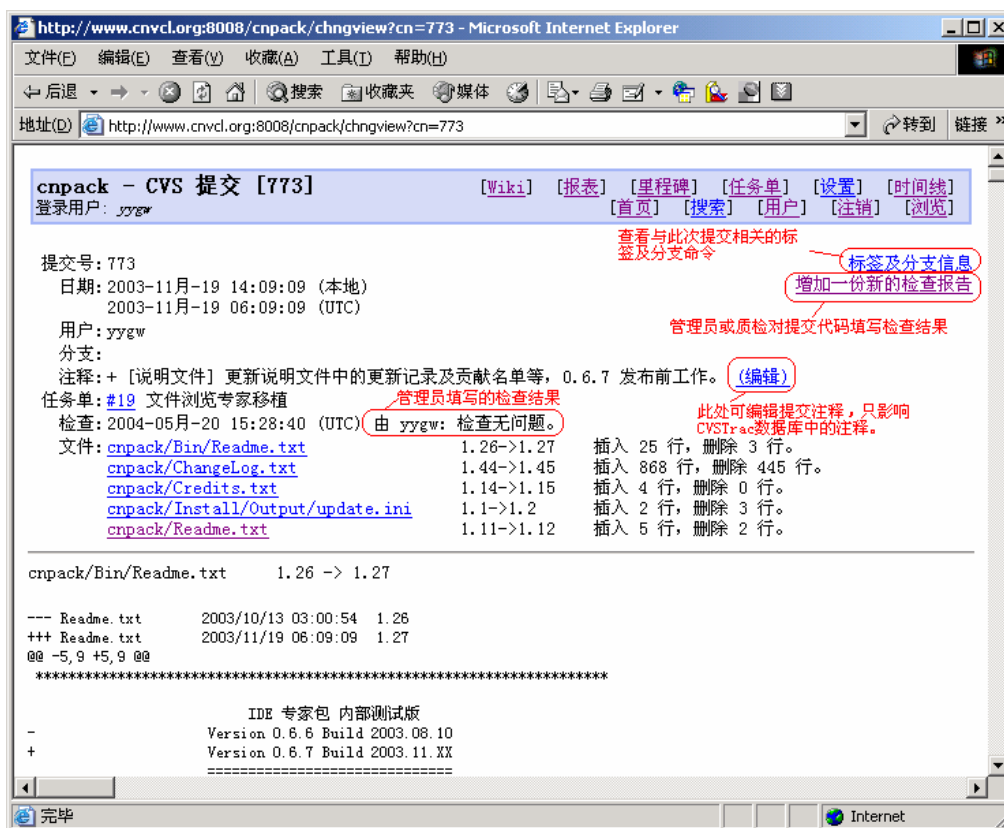 http://www.cnvcl.org:8008/cnpack/chngview?cn=773 - Microsoft Internet Explorer
文件(F) 编辑(E) 查看(V) 收藏(A) 工具(T) 帮助(H)
后退 搜索 收藏夹 媒体
地址(D) http://www.cnvcl.org:8008/cnpack/chngview?cn=773 转到 链接 »
cnpack - CVS 提交 [773] [Wiki] [报表] [里程碑] [任务单] [设置] [时间线]
登录用户: yygw [首页] [搜索] [用户] [注销] [浏览]
查看与此次提交相关的标
签及分支命令
提交号: 773 标签及分支信息
日期: 2003-11月-19 14:09:09 (本地) 增加一份新的检查报告
2003-11月-19 06:09:09 (UTC)
用户: yygw 管理员或质检对提交代码填写检查结果
分支:
注释: + [说明文件] 更新说明文件中的更新记录及贡献名单等，0.6.7 发布前工作。 (编辑)
任务单: #19 文件浏览专家移植 管理员填写的检查结果
此处可编辑提交注释，只影响
CVSTrac数据库中的注释。
检查: 2004-05月-20 15:28:40 (UTC) 由 yygw: 检查无问题。
文件: cnpack/Bin/Readme.txt 1.26->1.27 插入 25 行，删除 3 行。
cnpack/ChangeLog.txt 1.44->1.45 插入 868 行，删除 445 行。
cnpack/Credits.txt 1.14->1.15 插入 4 行，删除 0 行。
cnpack/Install/Output/update.ini 1.1->1.2 插入 2 行，删除 3 行。
cnpack/Readme.txt 1.11->1.12 插入 5 行，删除 2 行。
cnpack/Bin/Readme.txt 1.26 -> 1.27
--- Readme.txt 2003/10/13 03:00:54 1.26
+++ Readme.txt 2003/11/19 06:09:09 1.27
@@ -5,9 +5,9 @@
**********************************************************************
IDE 专家包 内部测试版
- Version 0.6.6 Build 2003.08.10
+ Version 0.6.7 Build 2003.11.XX
==============================
完毕 Internet